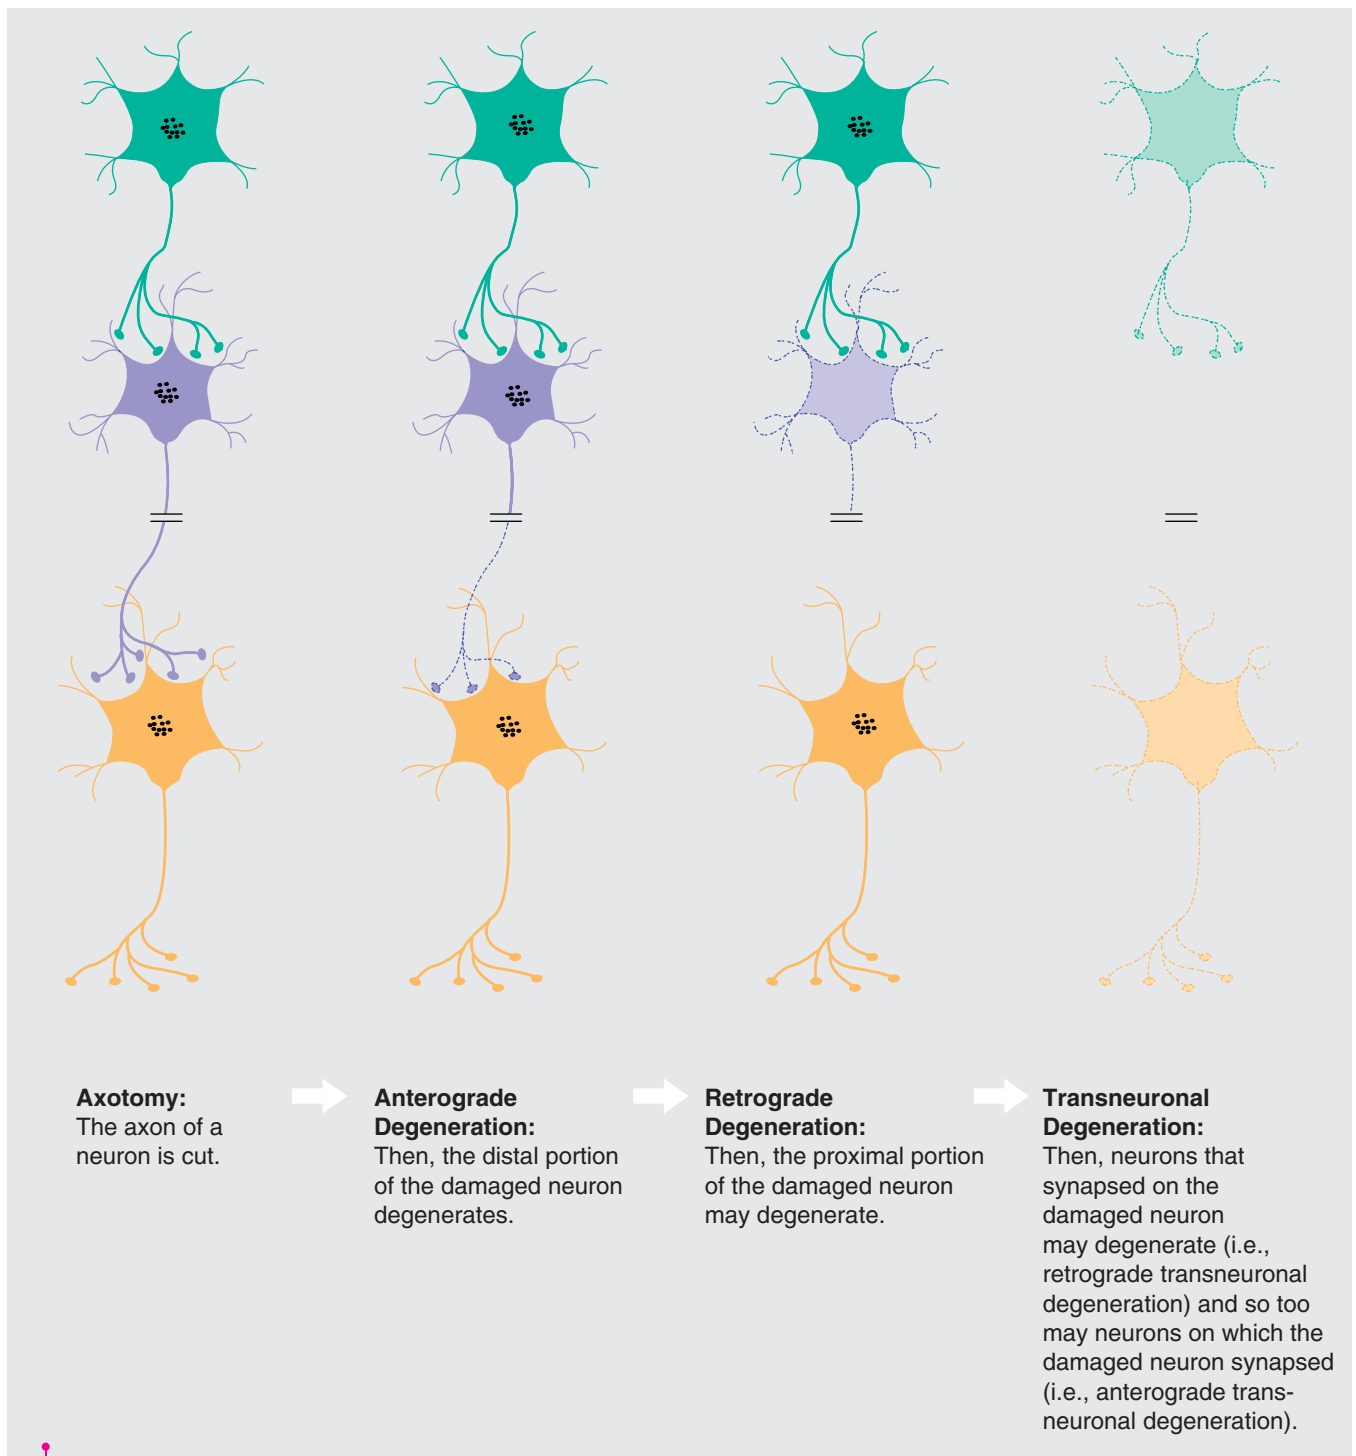 Axotomy:
The axon of a
neuron is cut.
Anterograde
Degeneration:
Then, the distal portion
of the damaged neuron
degenerates.
Retrograde
Degeneration:
Then, the proximal portion
of the damaged neuron
may degenerate.
Transneuronal
Degeneration:
Then, neurons that
synapsed on the
damaged neuron
may degenerate (i.e.,
retrograde transneuronal
degeneration) and so too
may neurons on which the
damaged neuron synapsed
(i.e., anterograde trans-
neuronal degeneration).